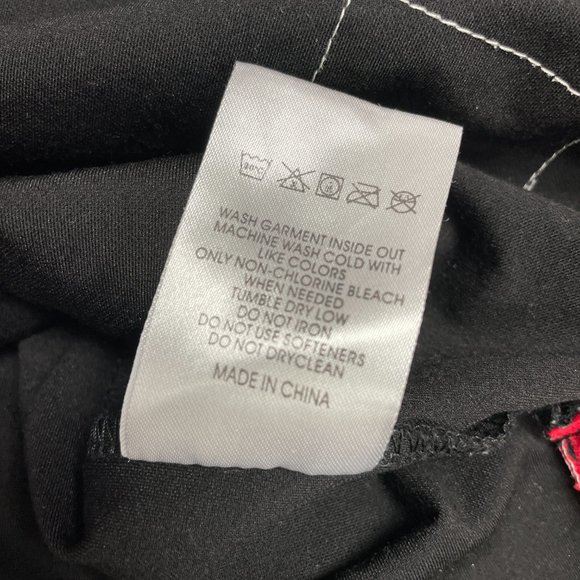 30°C
WASH GARMENT INSIDE OUT
MACHINE WASH COLD WITH
LIKE COLORS
ONLY NON-CHLORINE BLEACH
WHEN NEEDED
TUMBLE DRY LOW
DO NOT IRON
DO NOT USE SOFTENERS
DO NOT DRYCLEAN
MADE IN CHINA